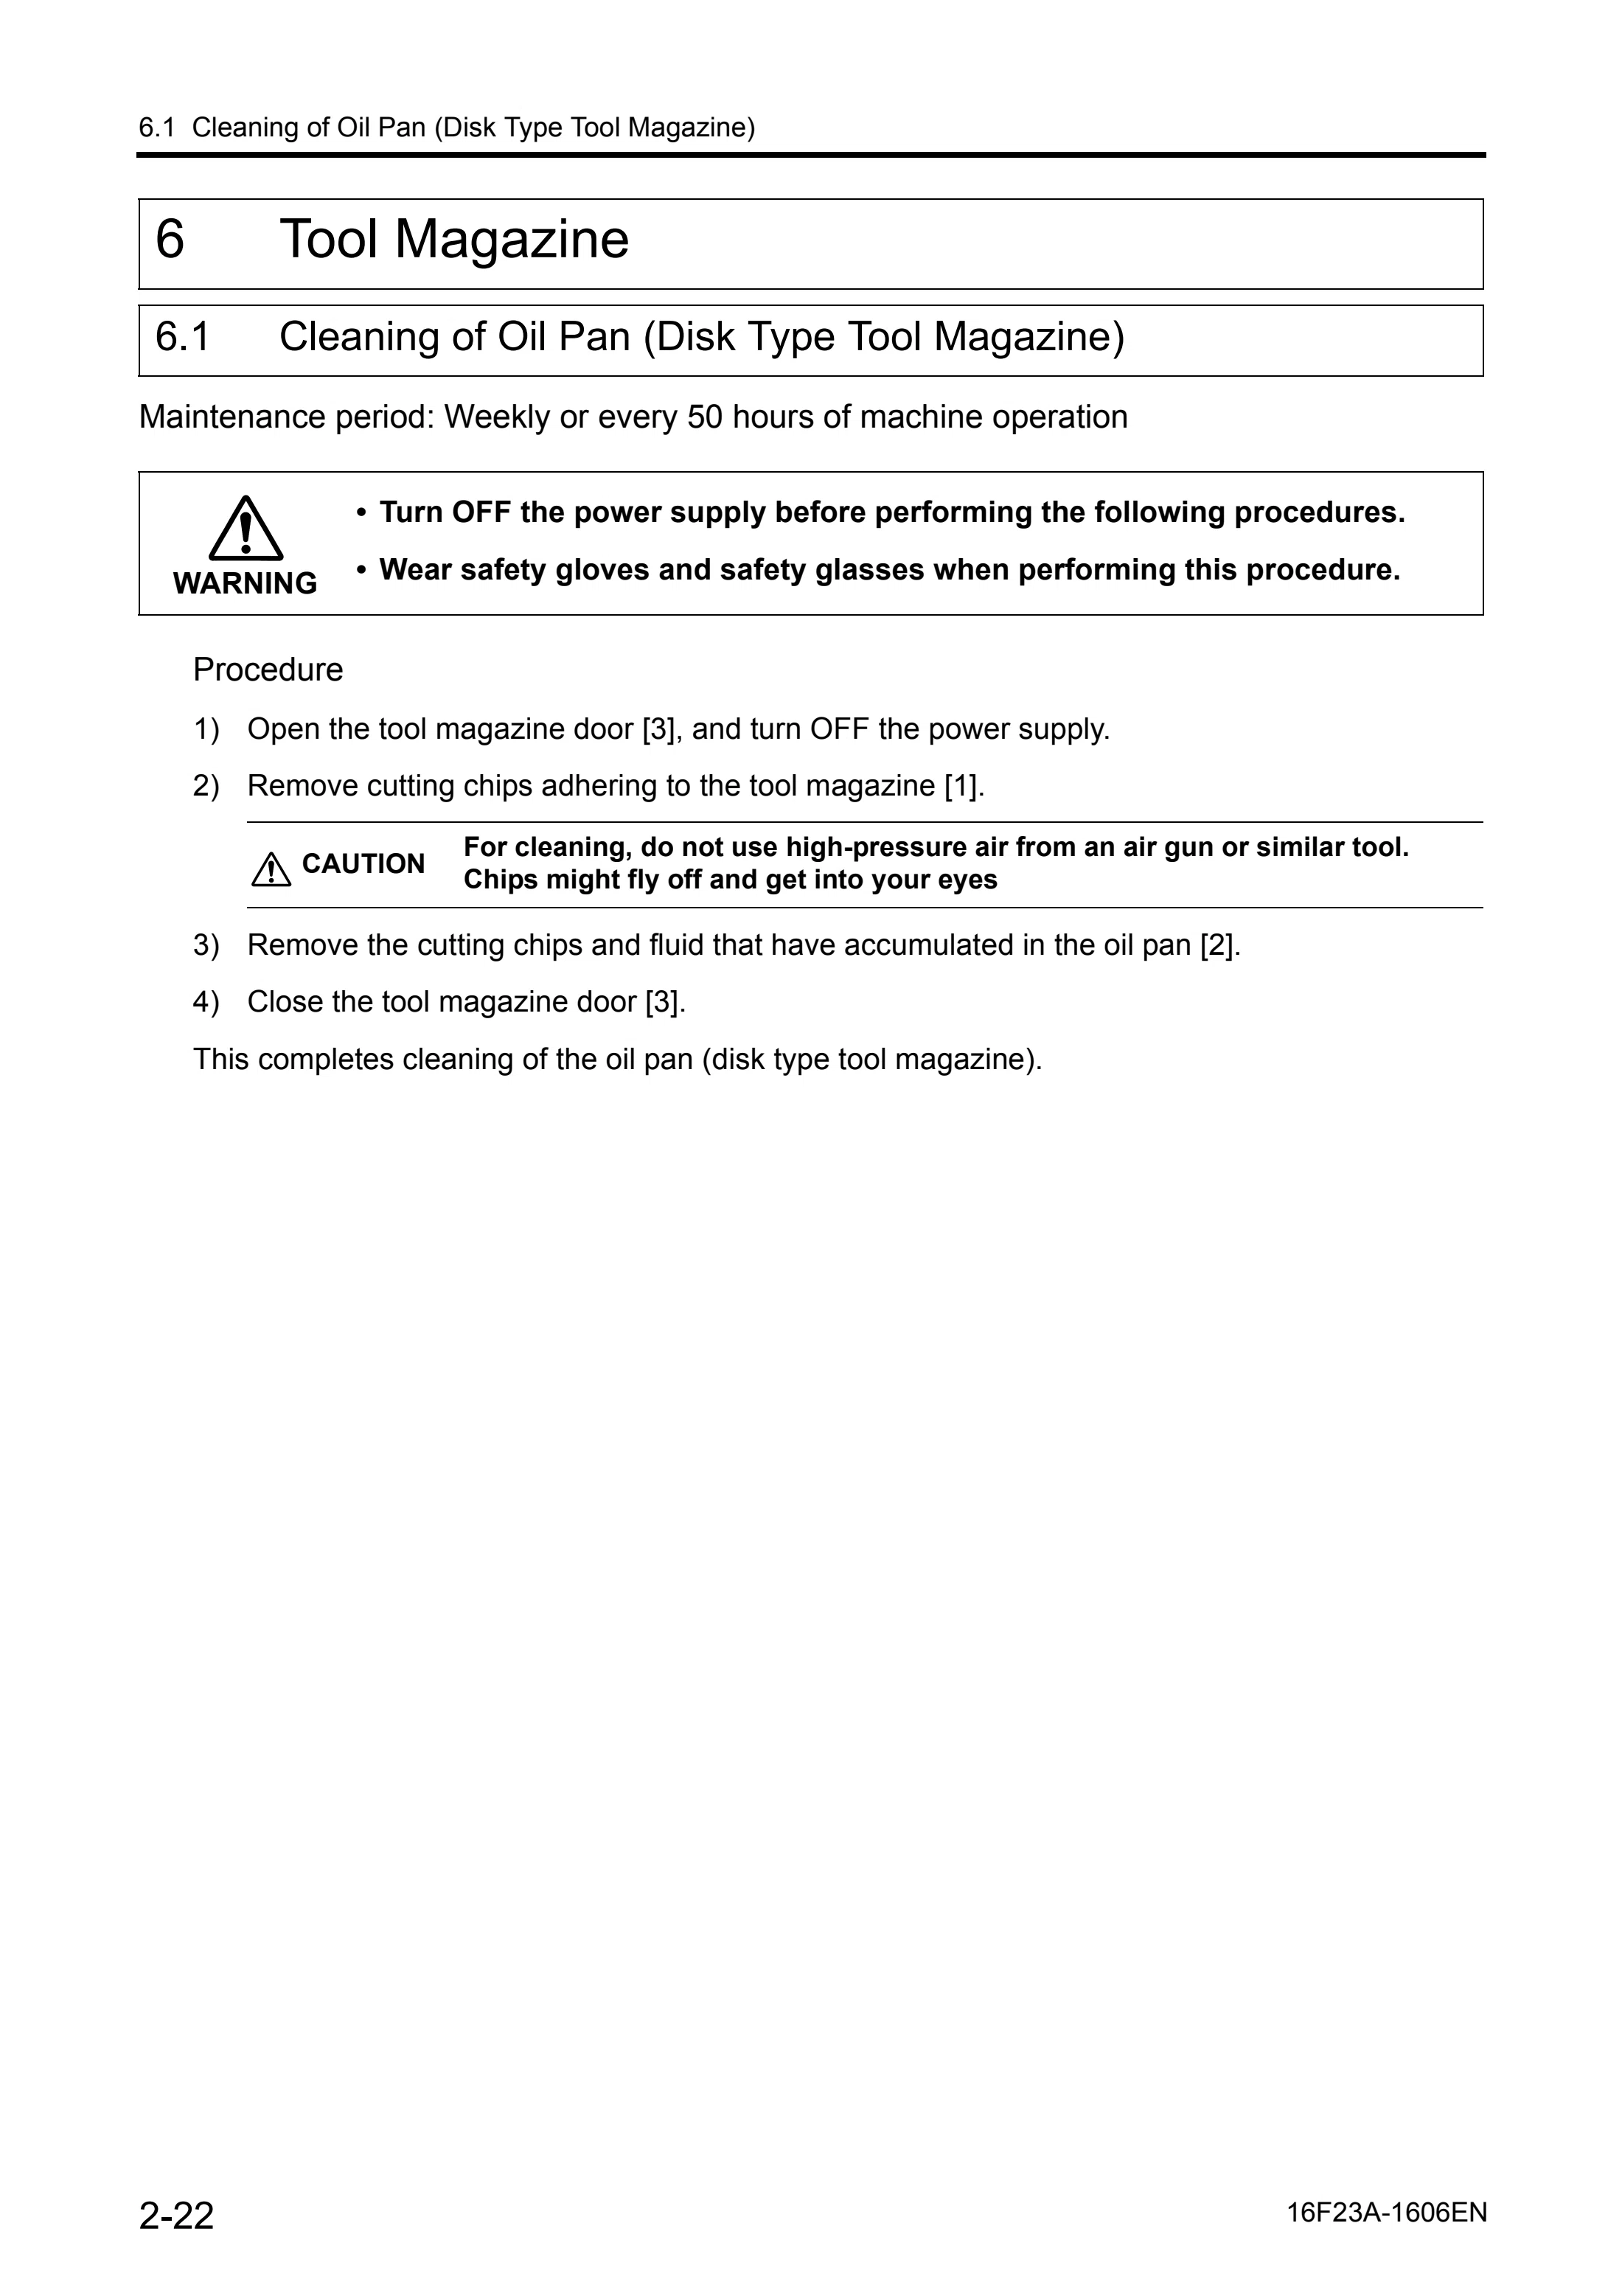 6.1 Cleaning of Oil Pan (Disk Type Tool Magazine)
6 Tool Magazine
6.1 Cleaning of Oil Pan (Disk Type Tool Magazine)
Maintenance period: Weekly or every 50 hours of machine operation
WARNING
• Turn OFF the power supply before performing the following procedures.
• Wear safety gloves and safety glasses when performing this procedure.
Procedure
1) Open the tool magazine door [3], and turn OFF the power supply.
2) Remove cutting chips adhering to the tool magazine [1].
CAUTION
For cleaning, do not use high-pressure air from an air gun or similar tool.
Chips might fly off and get into your eyes
3) Remove the cutting chips and fluid that have accumulated in the oil pan [2].
4) Close the tool magazine door [3].
This completes cleaning of the oil pan (disk type tool magazine).
2-22
16F23A-1606EN